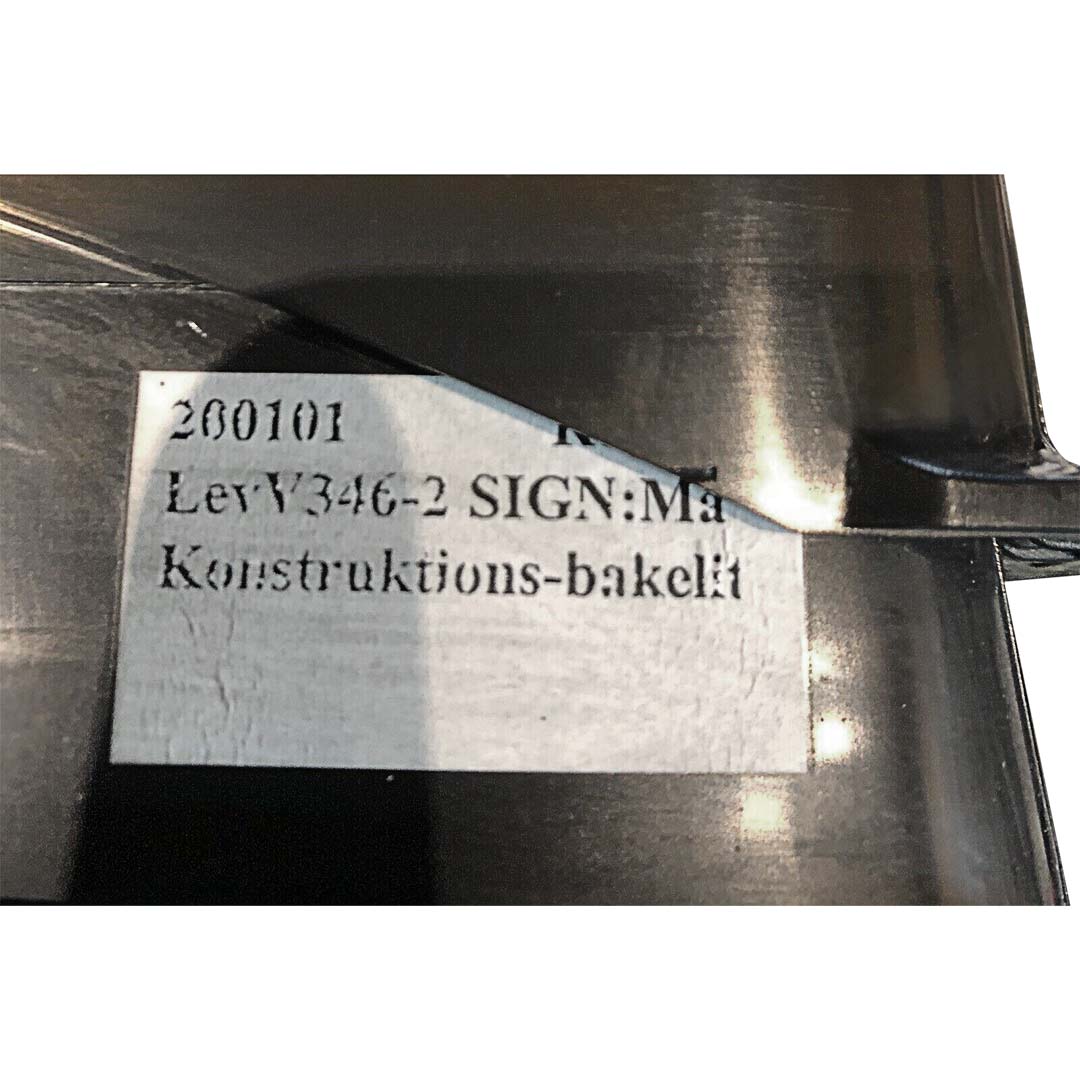 200101
LevV346-2 SIGN:Ma
Konstruktions-bakelit